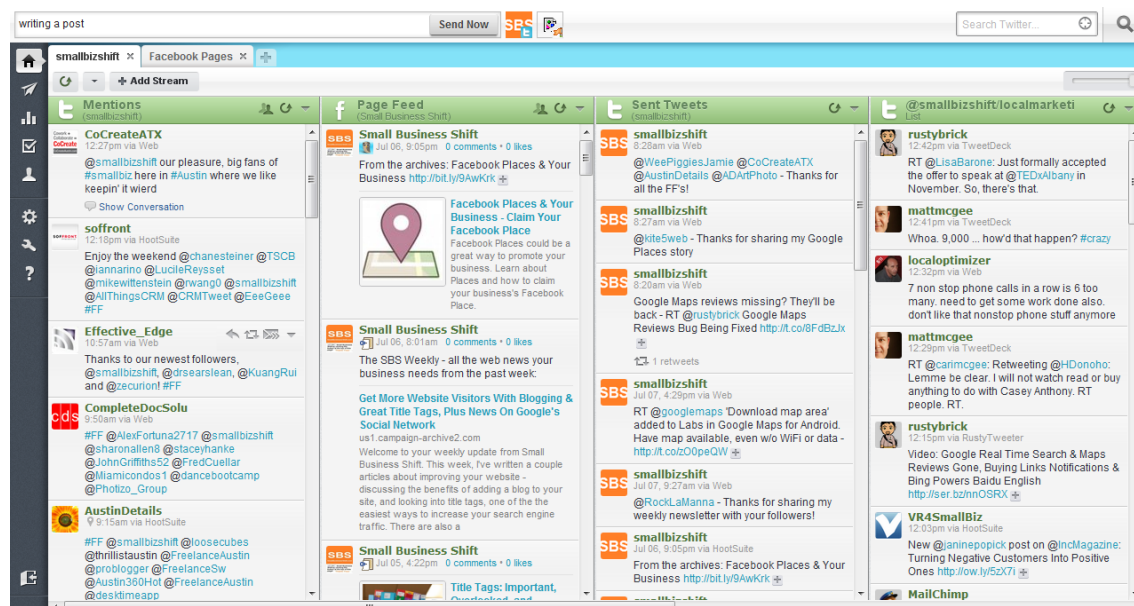 writing a post
Send Now
SBS
Search Twitter...
smallbizshift ×
Facebook Pages ×
Add Stream
Mentions
(smallbizshift)
CoCreateATX
12:27pm via Web
@smallbizshift our pleasure, big fans of
#smallbiz here in #Austin where we like
keepin' it wierd
Show Conversation
soffront
12:18pm via HootSuite
Enjoy the weekend @chanesteiner @TSCB
@iannarino @LucileReysset
@mikewittenstein @rwang0 @smallbizshift
@AllThingsCRM @CRMTweet @EeeGeee
#FF
Effective_Edge
10:57am via Web
Thanks to our newest followers,
@smallbizshift, @drsearslean, @KuangRui
and @zecurion! #FF
cds
CompleteDocSolu
9:50am via Web
#FF @AlexFortuna2717 @smallbizshift
@sharonallen8 @staceyhanke
@JohnGriffiths52 @FredCuellar
@Miamicondos1 @dancebootcamp
@Photizo_Group
AustinDetails
9:15am via HootSuite
#FF @smallbizshift @loosecubes
@thrillistaustin @FreelanceAustin
@problogger @FreelanceSw
@Austin360Hot @FreelanceAustin
@desktimeapp
Page Feed
(Small Business Shift)
SBS
Small Business Shift
Jul 06, 9:05pm 0 comments • 0 likes
From the archives: Facebook Places & Your
Business http://bit.ly/9AwKrk
Facebook Places & Your
Business - Claim Your
Facebook Place
Facebook Places could be a
great way to promote your
business. Learn about
Places and how to claim
your business's Facebook
Place.
SBS
Small Business Shift
Jul 06, 8:01am 0 comments • 0 likes
The SBS Weekly - all the web news your
business needs from the past week:
Get More Website Visitors With Blogging &
Great Title Tags, Plus News On Google's
Social Network
us1.campaign-archive2.com
Welcome to your weekly update from Small
Business Shift. This week, I've written a couple
articles about improving your website -
discussing the benefits of adding a blog to your
site, and looking into title tags, one of the the
easiest ways to increase your search engine
traffic. There are also a
SBS
Small Business Shift
Jul 05, 4:22pm 0 comments • 0 likes
Title Tags: Important,
Overlooked, and
Sent Tweets
(smallbizshift)
SBS
smallbizshift
8:28am via Web
@WeePiggiesJamie @CoCreateATX
@AustinDetails @ADArtPhoto - Thanks for
all the FF's!
SBS
smallbizshift
8:27am via Web
@kite5web - Thanks for sharing my Google
Places story
SBS
smallbizshift
8:20am via Web
Google Maps reviews missing? They'll be
back - RT @rustybrick Google Maps
Reviews Bug Being Fixed http://t.co/8FdBzJx
1 retweets
SBS
smallbizshift
Jul 07, 4:29pm via Web
RT @googlemaps 'Download map area'
added to Labs in Google Maps for Android.
Have map available, even w/o WiFi or data -
http://t.co/zO0peQW
SBS
smallbizshift
Jul 07, 9:27am via Web
@RockLaManna - Thanks for sharing my
weekly newsletter with your followers!
SBS
smallbizshift
Jul 06, 9:05pm via HootSuite
From the archives: Facebook Places & Your
Business http://bit.ly/9AwKrk
smallbizshift
@smallbizshift/localmarketi
List
rustybrick
12:42pm via TweetDeck
RT @LisaBarone: Just formally accepted
the offer to speak at @TEDxAlbany in
November. So, there's that.
mattmcgee
12:41pm via TweetDeck
Whoa. 9,000 ... how'd that happen? #crazy
localoptimizer
12:32pm via Web
7 non stop phone calls in a row is 6 too
many. need to get some work done also.
don't like that nonstop phone stuff anymore
mattmcgee
12:29pm via TweetDeck
RT @carimcgee: Retweeting @HDonoho:
Lemme be clear. I will not watch read or buy
anything to do with Casey Anthony. RT
people. RT.
rustybrick
12:15pm via RustyTweeter
Video: Google Real Time Search & Maps
Reviews Gone, Buying Links Notifications &
Bing Powers Baidu English
http://ser.bz/nnOSRX
VR4SmallBiz
12:03pm via HootSuite
New @janinepopick post on @IncMagazine:
Turning Negative Customers Into Positive
Ones http://ow.ly/5zX7i
MailChimp